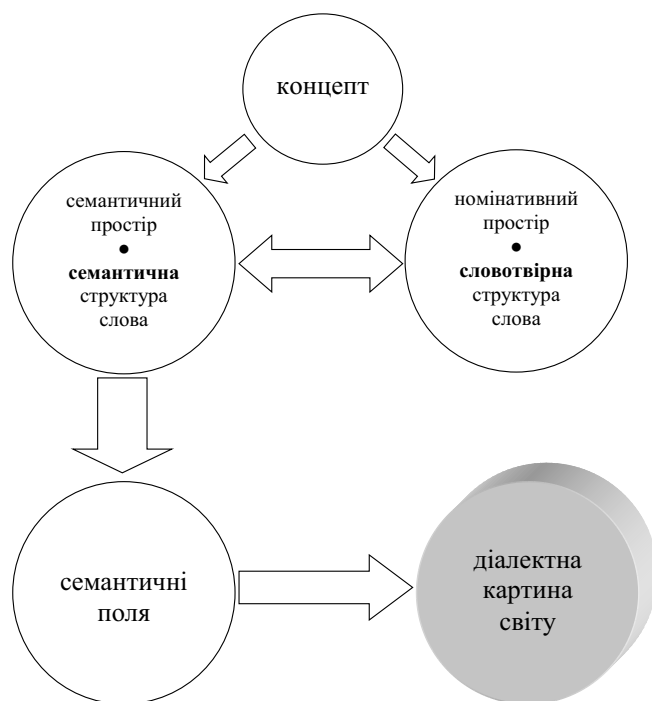 концепт
семантичний
простір
•
семантична
структура
слова
номінативний
простір
•
словотвірна
структура
слова
семантичні
поля
діалектна
картина
світу